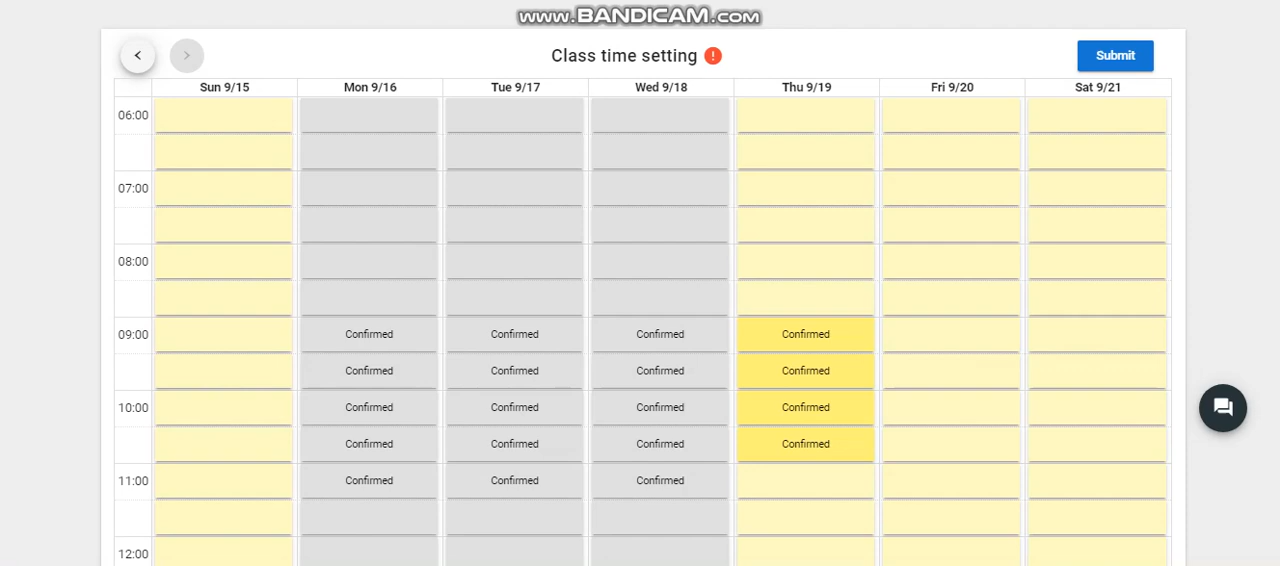 www.BANDICAM.com
< > Class time setting ! Submit
Sun 9/15 Mon 9/16 Tue 9/17 Wed 9/18 Thu 9/19 Fri 9/20 Sat 9/21
06:00
07:00
08:00
09:00 Confirmed Confirmed Confirmed Confirmed
Confirmed Confirmed Confirmed Confirmed
10:00 Confirmed Confirmed Confirmed Confirmed
Confirmed Confirmed Confirmed Confirmed
11:00 Confirmed Confirmed Confirmed
12:00